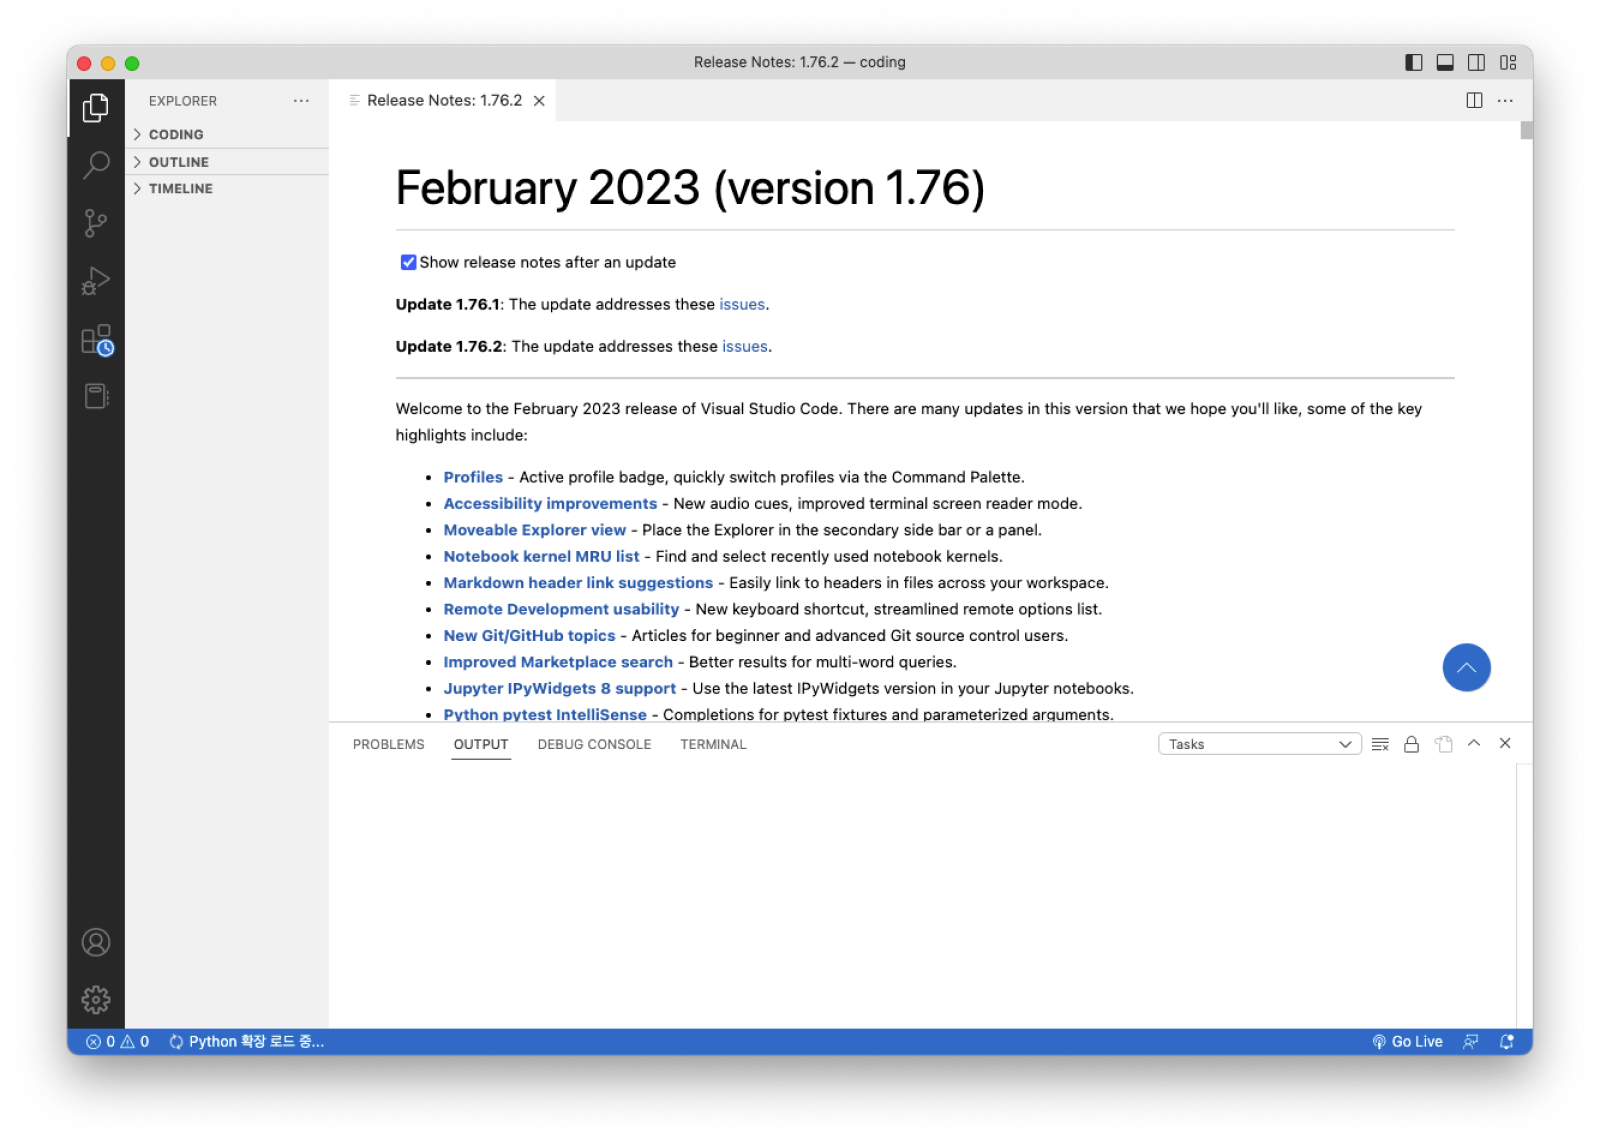 Release Notes: 1.76.2 — coding
EXPLORER
Release Notes: 1.76.2
CODING
OUTLINE
TIMELINE
February 2023 (version 1.76)
Show release notes after an update
Update 1.76.1: The update addresses these issues.
Update 1.76.2: The update addresses these issues.
Welcome to the February 2023 release of Visual Studio Code. There are many updates in this version that we hope you'll like, some of the key
highlights include:
• Profiles - Active profile badge, quickly switch profiles via the Command Palette.
• Accessibility improvements - New audio cues, improved terminal screen reader mode.
• Moveable Explorer view - Place the Explorer in the secondary side bar or a panel.
• Notebook kernel MRU list - Find and select recently used notebook kernels.
• Markdown header link suggestions - Easily link to headers in files across your workspace.
• Remote Development usability - New keyboard shortcut, streamlined remote options list.
• New Git/GitHub topics - Articles for beginner and advanced Git source control users.
• Improved Marketplace search - Better results for multi-word queries.
• Jupyter IPyWidgets 8 support - Use the latest IPyWidgets version in your Jupyter notebooks.
• Python pytest IntelliSense - Completions for pytest fixtures and parameterized arguments.
PROBLEMS OUTPUT DEBUG CONSOLE TERMINAL Tasks
0 0 Python 확장 로드 중... Go Live